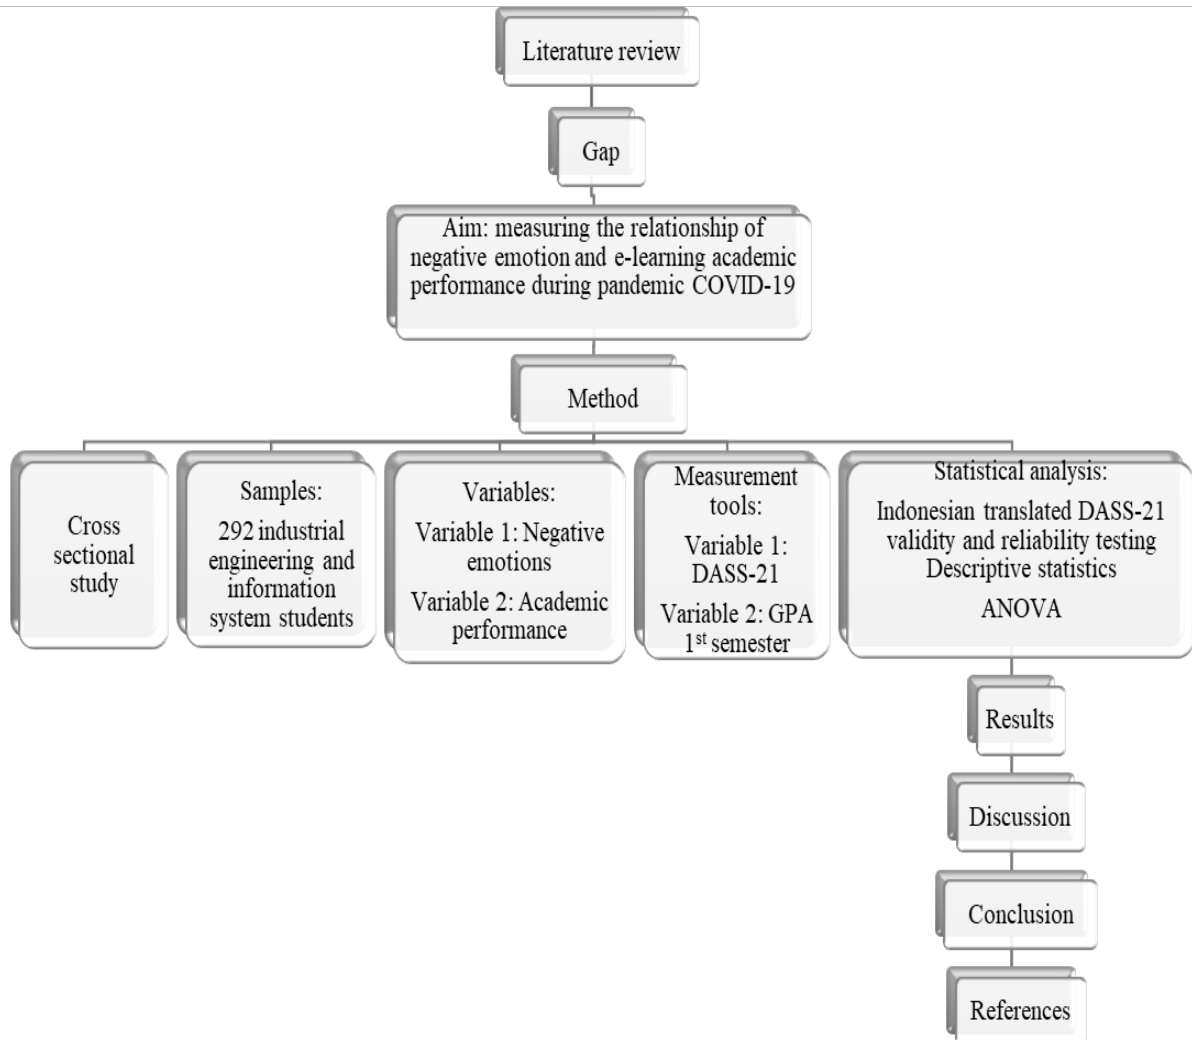 Literature review
Gap
Aim: measuring the relationship of
negative emotion and e-learning academic
performance during pandemic COVID-19
Method
Cross
sectional
study
Samples:
292 industrial
engineering and
information
system students
Variables:
Variable 1: Negative
emotions
Variable 2: Academic
performance
Measurement
tools:
Variable 1:
DASS-21
Variable 2: GPA
1st semester
Statistical analysis:
Indonesian translated DASS-21
validity and reliability testing
Descriptive statistics
ANOVA
Results
Discussion
Conclusion
References